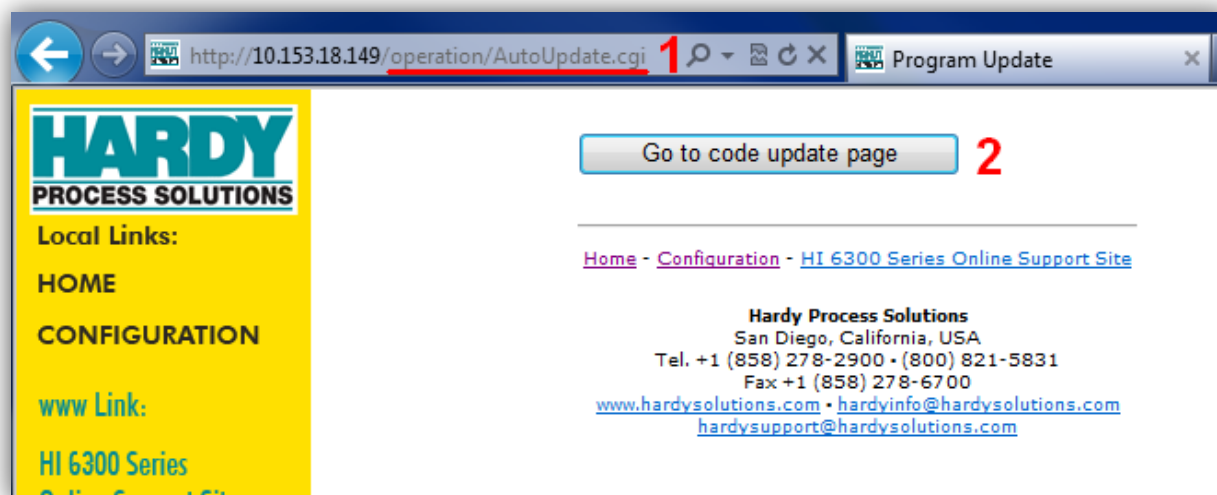 http://10.153.18.149/operation/AutoUpdate.cgi 1
Program Update
HARDY
PROCESS SOLUTIONS
Local Links:
HOME
CONFIGURATION
www Link:
HI 6300 Series
Online Support Site
Go to code update page 2
Home - Configuration - HI 6300 Series Online Support Site
Hardy Process Solutions
San Diego, California, USA
Tel. +1 (858) 278-2900 • (800) 821-5831
Fax +1 (858) 278-6700
www.hardysolutions.com • hardyinfo@hardysolutions.com
hardysupport@hardysolutions.com